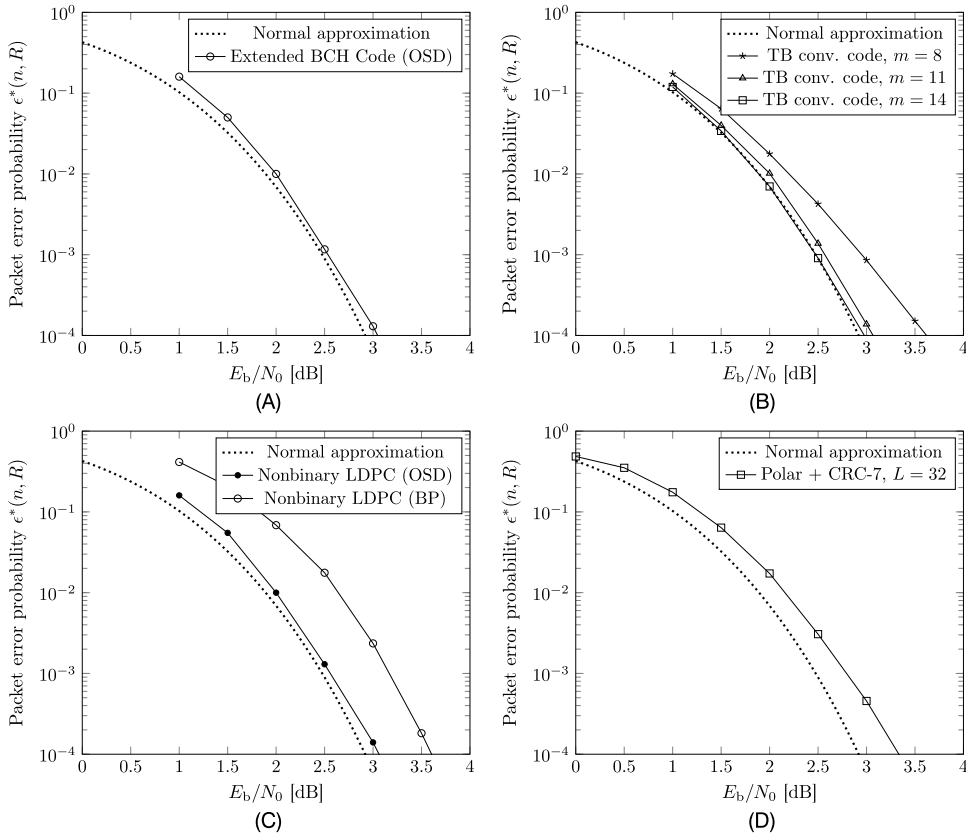 10^0
10^{-1}
10^{-2}
10^{-3}
10^{-4}
Packet error probability ϵ*(n, R)
Normal approximation
Extended BCH Code (OSD)
0 0.5 1 1.5 2 2.5 3 3.5 4
E_b/N_0 [dB]
(A)
10^0
10^{-1}
10^{-2}
10^{-3}
10^{-4}
Packet error probability ϵ*(n, R)
Normal approximation
TB conv. code, m = 8
TB conv. code, m = 11
TB conv. code, m = 14
0 0.5 1 1.5 2 2.5 3 3.5 4
E_b/N_0 [dB]
(B)
10^0
10^{-1}
10^{-2}
10^{-3}
10^{-4}
Packet error probability ϵ*(n, R)
Normal approximation
Nonbinary LDPC (OSD)
Nonbinary LDPC (BP)
0 0.5 1 1.5 2 2.5 3 3.5 4
E_b/N_0 [dB]
(C)
10^0
10^{-1}
10^{-2}
10^{-3}
10^{-4}
Packet error probability ϵ*(n, R)
Normal approximation
Polar + CRC-7, L = 32
0 0.5 1 1.5 2 2.5 3 3.5 4
E_b/N_0 [dB]
(D)